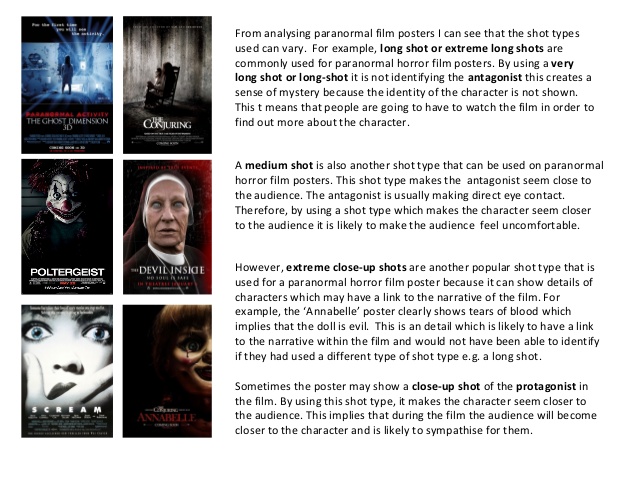 For the first time
you will see
the activity.
PARANORMAL ACTIVITY
THE GHOST DIMENSION
3D
COMING SOON IN 3D
THE
CONJURING
POLTERGEIST
THE DEVIL INSIDE
NO SOUL IS SAFE
IN THEATRES JANUARY
SCREAM
THE CONJURING
ANNABELLE
COMING SOON
From analysing paranormal film posters I can see that the shot types
used can vary. For example, long shot or extreme long shots are
commonly used for paranormal horror film posters. By using a very
long shot or long-shot it is not identifying the antagonist this creates a
sense of mystery because the identity of the character is not shown.
This t means that people are going to have to watch the film in order to
find out more about the character.
A medium shot is also another shot type that can be used on paranormal
horror film posters. This shot type makes the antagonist seem close to
the audience. The antagonist is usually making direct eye contact.
Therefore, by using a shot type which makes the character seem closer
to the audience it is likely to make the audience feel uncomfortable.
However, extreme close-up shots are another popular shot type that is
used for a paranormal horror film poster because it can show details of
characters which may have a link to the narrative of the film. For
example, the ‘Annabelle’ poster clearly shows tears of blood which
implies that the doll is evil. This is an detail which is likely to have a link
to the narrative within the film and would not have been able to identify
if they had used a different type of shot type e.g. a long shot.
Sometimes the poster may show a close-up shot of the protagonist in
the film. By using this shot type, it makes the character seem closer to
the audience. This implies that during the film the audience will become
closer to the character and is likely to sympathise for them.